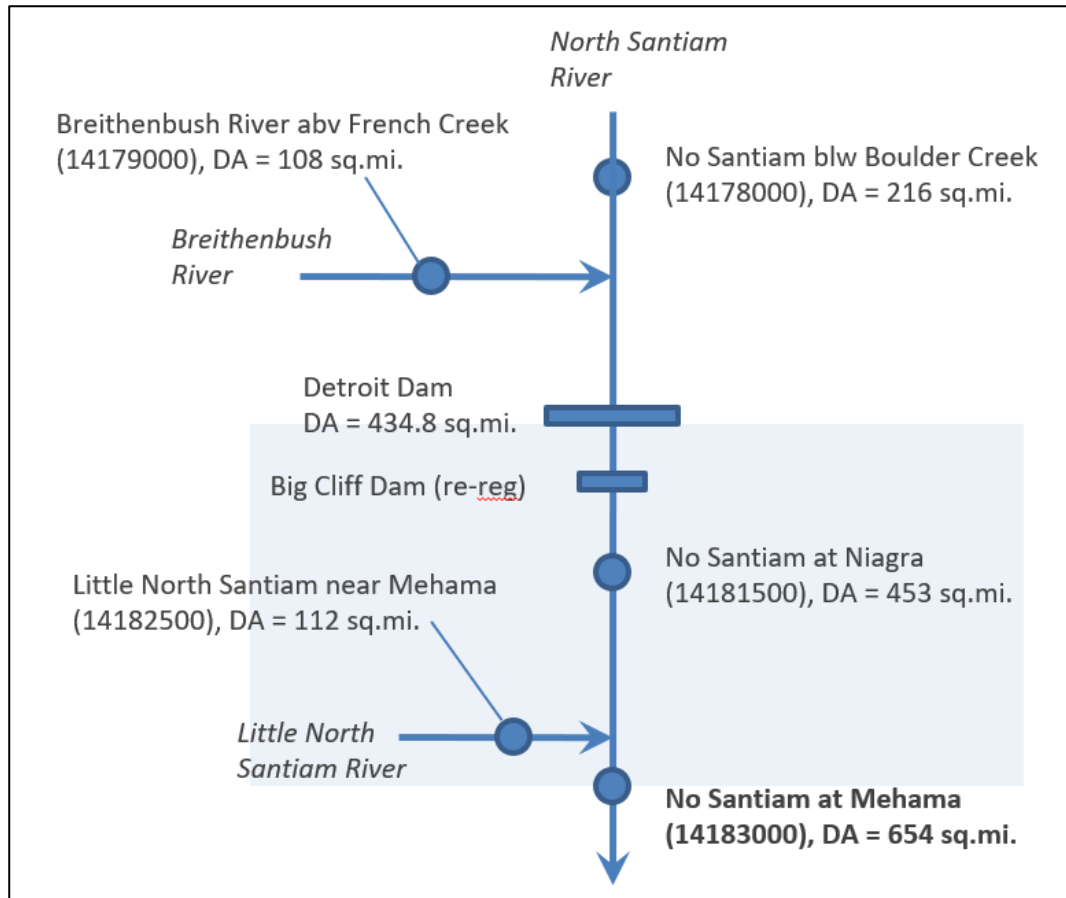 North Santiam
River
Breithenbush River abv French Creek
(14179000), DA = 108 sq.mi.
No Santiam blw Boulder Creek
(14178000), DA = 216 sq.mi.
Breithenbush
River
Detroit Dam
DA = 434.8 sq.mi.
Big Cliff Dam (re-reg)
No Santiam at Niagra
(14181500), DA = 453 sq.mi.
Little North Santiam near Mehama
(14182500), DA = 112 sq.mi.
Little North
Santiam River
No Santiam at Mehama
(14183000), DA = 654 sq.mi.